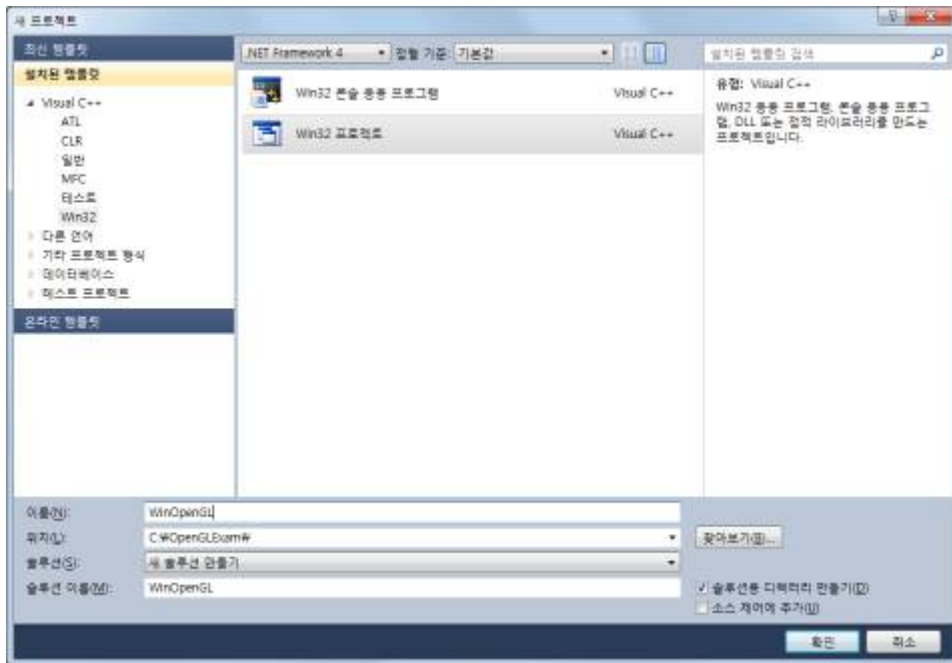 새 프로젝트
최신 템플릿
설치된 템플릿
Visual C++
ATL
CLR
일반
MFC
테스트
Win32
다른 언어
기타 프로젝트 형식
데이터베이스
테스트 프로젝트
온라인 템플릿
.NET Framework 4
정렬 기준: 기본값
설치된 템플릿 검색
Win32 콘솔 응용 프로그램 Visual C++
Win32 프로젝트 Visual C++
유형: Visual C++
Win32 응용 프로그램, 콘솔 응용 프로그
램, DLL 또는 정적 라이브러리를 만드는
프로젝트입니다.
이름(N): WinOpenGL
위치(L): C:₩OpenGLExam₩
찾아보기(B)...
솔루션(S): 새 솔루션 만들기
솔루션 이름(M): WinOpenGL
솔루션용 디렉터리 만들기(D)
소스 제어에 추가(U)
확인 취소